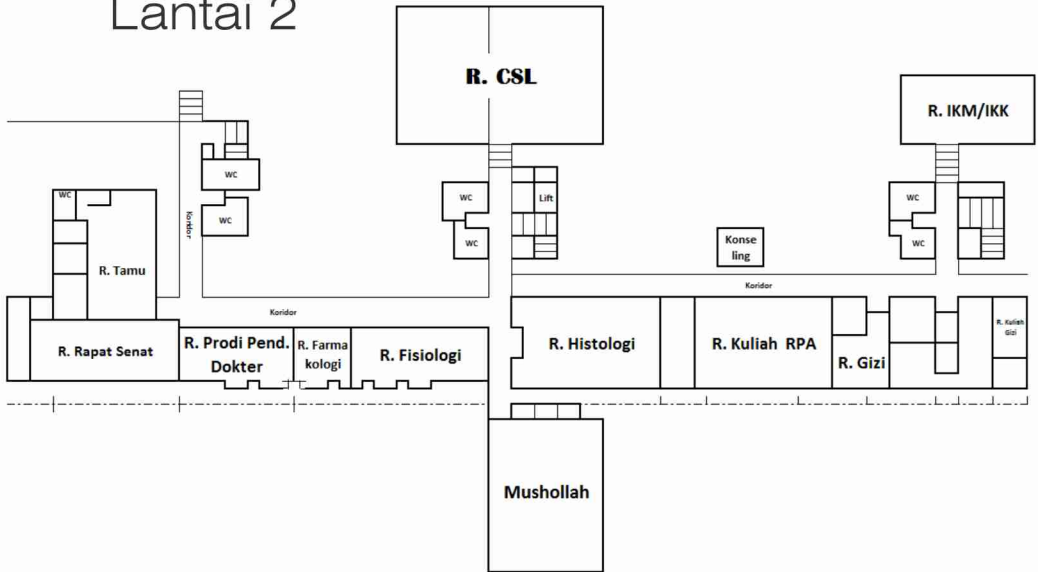 Lantai 2
R. CSL
R. IKM/IKK
WC
WC
WC
Koridor
R. Tamu
WC
Lift
WC
WC
WC
Konse
ling
Koridor
Koridor
R. Rapat Senat
R. Prodi Pend.
Dokter
R. Farma
kologi
R. Fisiologi
R. Histologi
R. Kuliah RPA
R. Gizi
R. Kuliah
Gizi
Mushollah